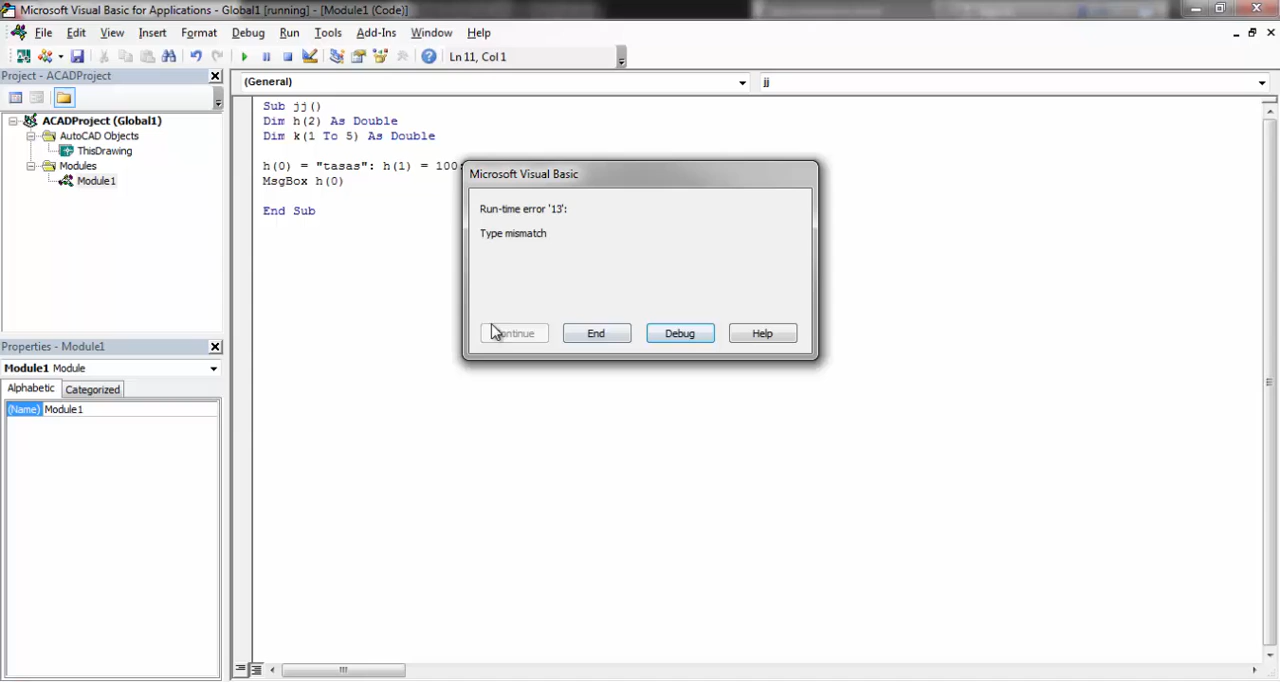 Microsoft Visual Basic for Applications - Global1 [running] - [Module1 (Code)]
File Edit View Insert Format Debug Run Tools Add-Ins Window Help
Ln 11, Col 1
Project - ACADProject
ACADProject (Global1)
AutoCAD Objects
ThisDrawing
Modules
Module1
Properties - Module1
Module1 Module
Alphabetic Categorized
(Name) Module1
(General) jj
Sub jj()
Dim h(2) As Double
Dim k(1 To 5) As Double
h(0) = "tasas": h(1) = 100:
MsgBox h(0)
End Sub
Microsoft Visual Basic
Run-time error '13':
Type mismatch
End Debug Help